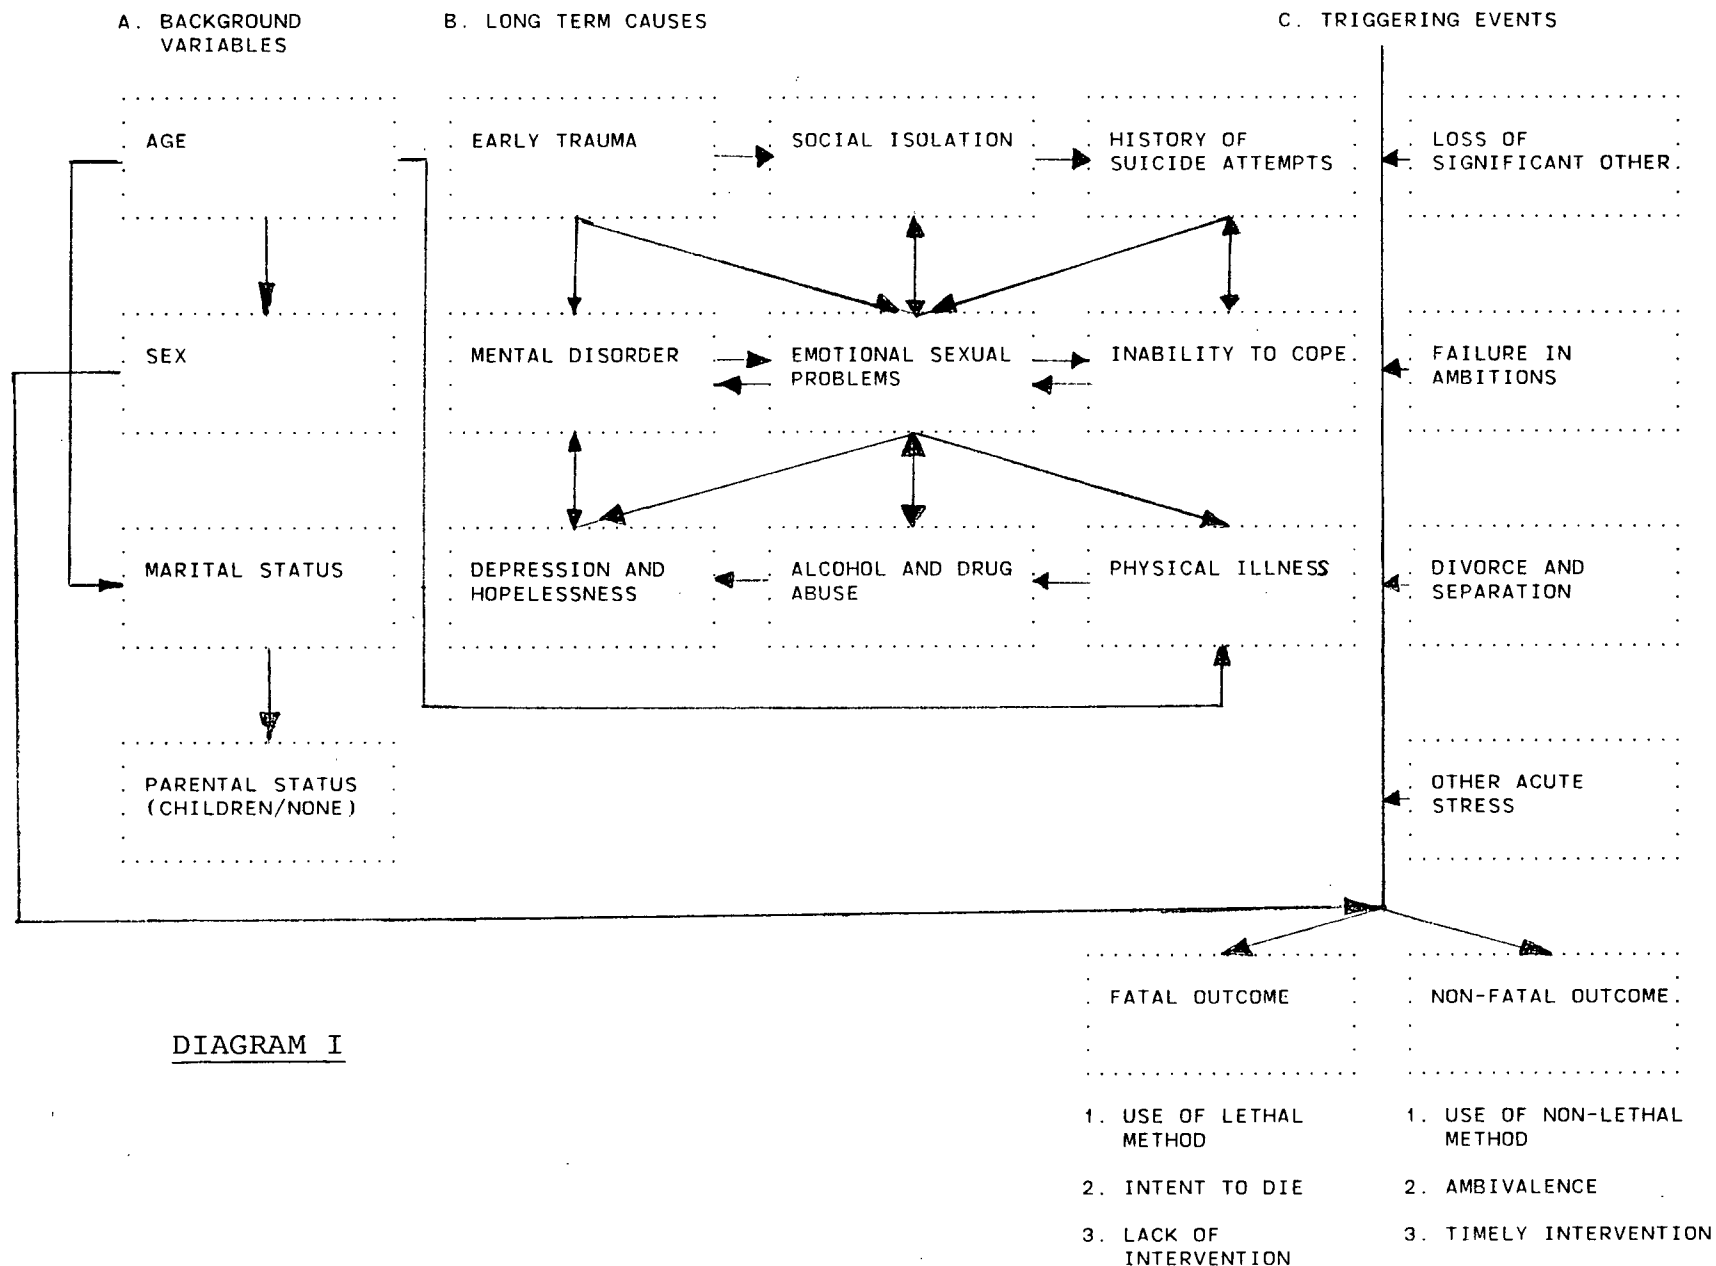 A. BACKGROUND
VARIABLES
B. LONG TERM CAUSES
C. TRIGGERING EVENTS
AGE
EARLY TRAUMA
SOCIAL ISOLATION
HISTORY OF
SUICIDE ATTEMPTS
LOSS OF
SIGNIFICANT OTHER
SEX
MENTAL DISORDER
EMOTIONAL SEXUAL
PROBLEMS
INABILITY TO COPE
FAILURE IN
AMBITIONS
MARITAL STATUS
DEPRESSION AND
HOPELESSNESS
ALCOHOL AND DRUG
ABUSE
PHYSICAL ILLNESS
DIVORCE AND
SEPARATION
PARENTAL STATUS
(CHILDREN/NONE)
OTHER ACUTE
STRESS
FATAL OUTCOME
NON-FATAL OUTCOME
DIAGRAM I
1. USE OF LETHAL
METHOD
2. INTENT TO DIE
3. LACK OF
INTERVENTION
1. USE OF NON-LETHAL
METHOD
2. AMBIVALENCE
3. TIMELY INTERVENTION